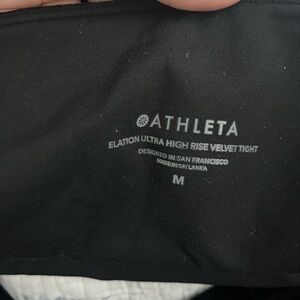 ATHLETA
ELATION ULTRA HIGH RISE VELVET TIGHT
DESIGNED IN SAN FRANCISCO
MADE IN SRI LANKA
M